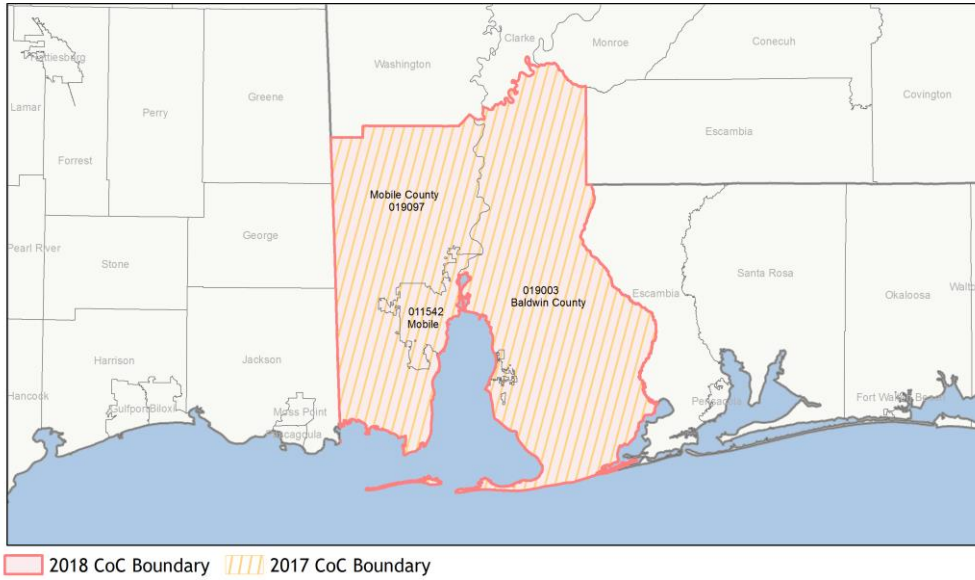 Clarke
Monroe
Conecuh
Washington
Hattiesburg
Covington
Greene
Lamar
Perry
Escambia
Forrest
Mobile County
019097
George
Pearl River
Stone
Santa Rosa
Escambia
Okaloosa
Walto
019003
Baldwin County
011542
Mobile
Harrison
Jackson
Hancock
Gulfport
Biloxi
Moss Point
Pascagoula
Pensacola
Fort Walton Beach
2018 CoC Boundary
2017 CoC Boundary